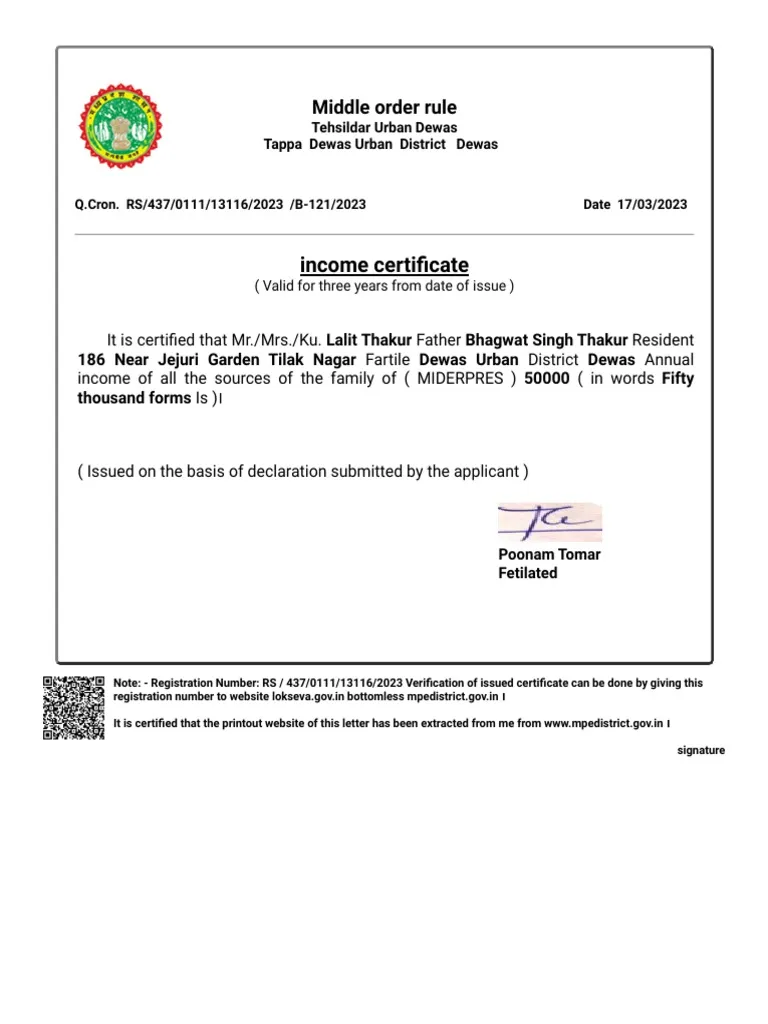 Middle order rule
Tehsildar Urban Dewas
Tappa Dewas Urban District Dewas
Q.Cron. RS/437/0111/13116/2023 /B-121/2023 Date 17/03/2023
income certificate
( Valid for three years from date of issue )
It is certified that Mr./Mrs./Ku. Lalit Thakur Father Bhagwat Singh Thakur Resident
186 Near Jejuri Garden Tilak Nagar Fartile Dewas Urban District Dewas Annual
income of all the sources of the family of ( MIDERPRES ) 50000 ( in words Fifty
thousand forms Is )।
( Issued on the basis of declaration submitted by the applicant )
Poonam Tomar
Fetilated
Note: - Registration Number: RS / 437/0111/13116/2023 Verification of issued certificate can be done by giving this
registration number to website lokseva.gov.in bottomless mpedistrict.gov.in ।
It is certified that the printout website of this letter has been extracted from me from www.mpedistrict.gov.in ।
signature